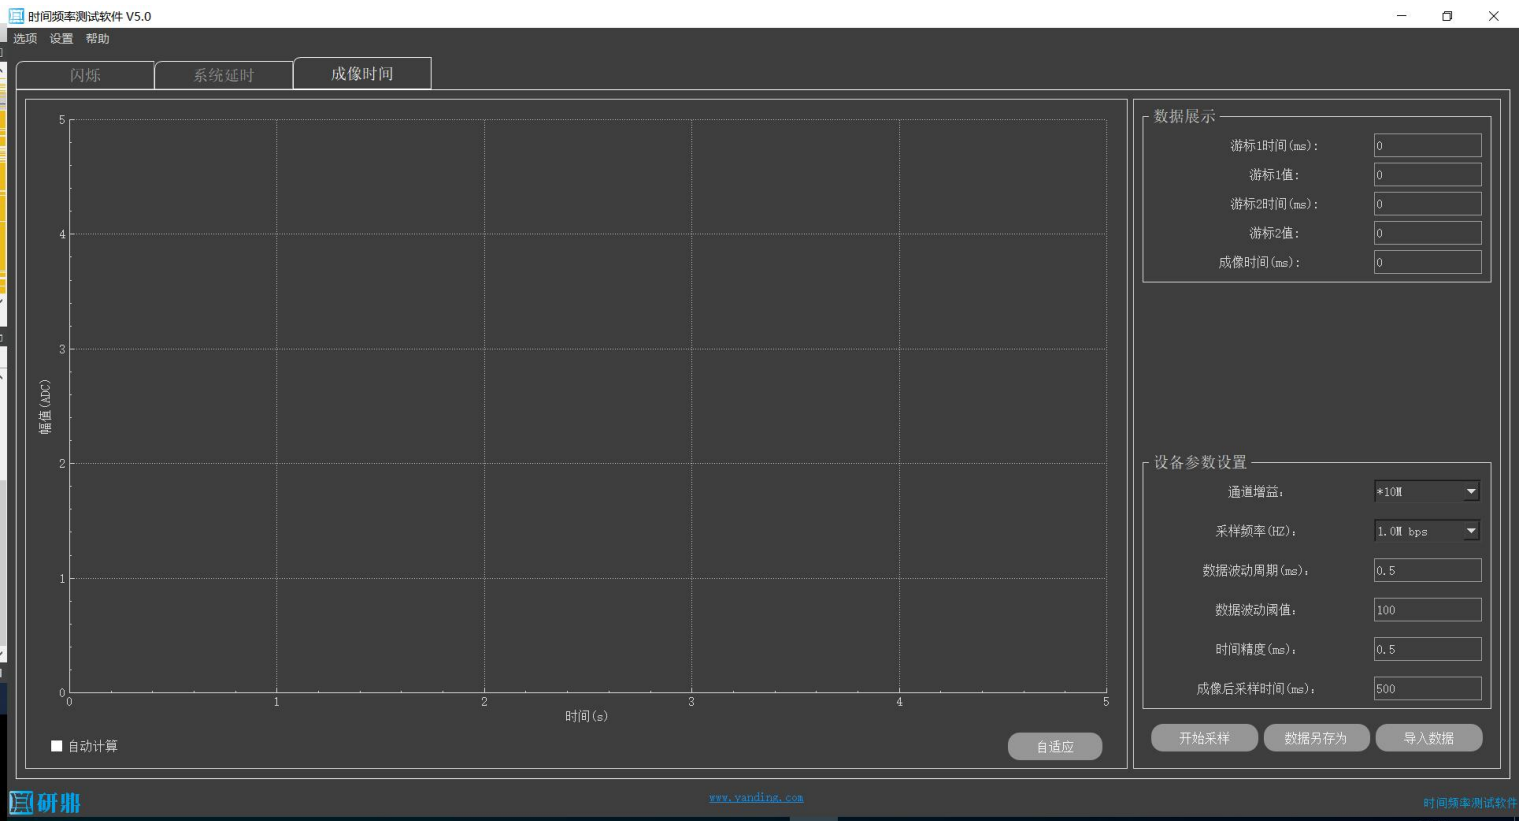 时间频率测试软件 V5.0
选项 设置 帮助
闪烁 系统延时 成像时间
5
4
3
2
1
0
幅值(ADC)
0 1 2 3 4 5
时间(s)
自动计算
自适应
数据展示
游标1时间(ms): 0
游标1值: 0
游标2时间(ms): 0
游标2值: 0
成像时间(ms): 0
设备参数设置
通道增益: *10M
采样频率(HZ): 1.0M bps
数据波动周期(ms): 0.5
数据波动阈值: 100
时间精度(ms): 0.5
成像后采样时间(ms): 500
开始采样 数据另存为 导入数据
研鼎
www.yanding.com
时间频率测试软件